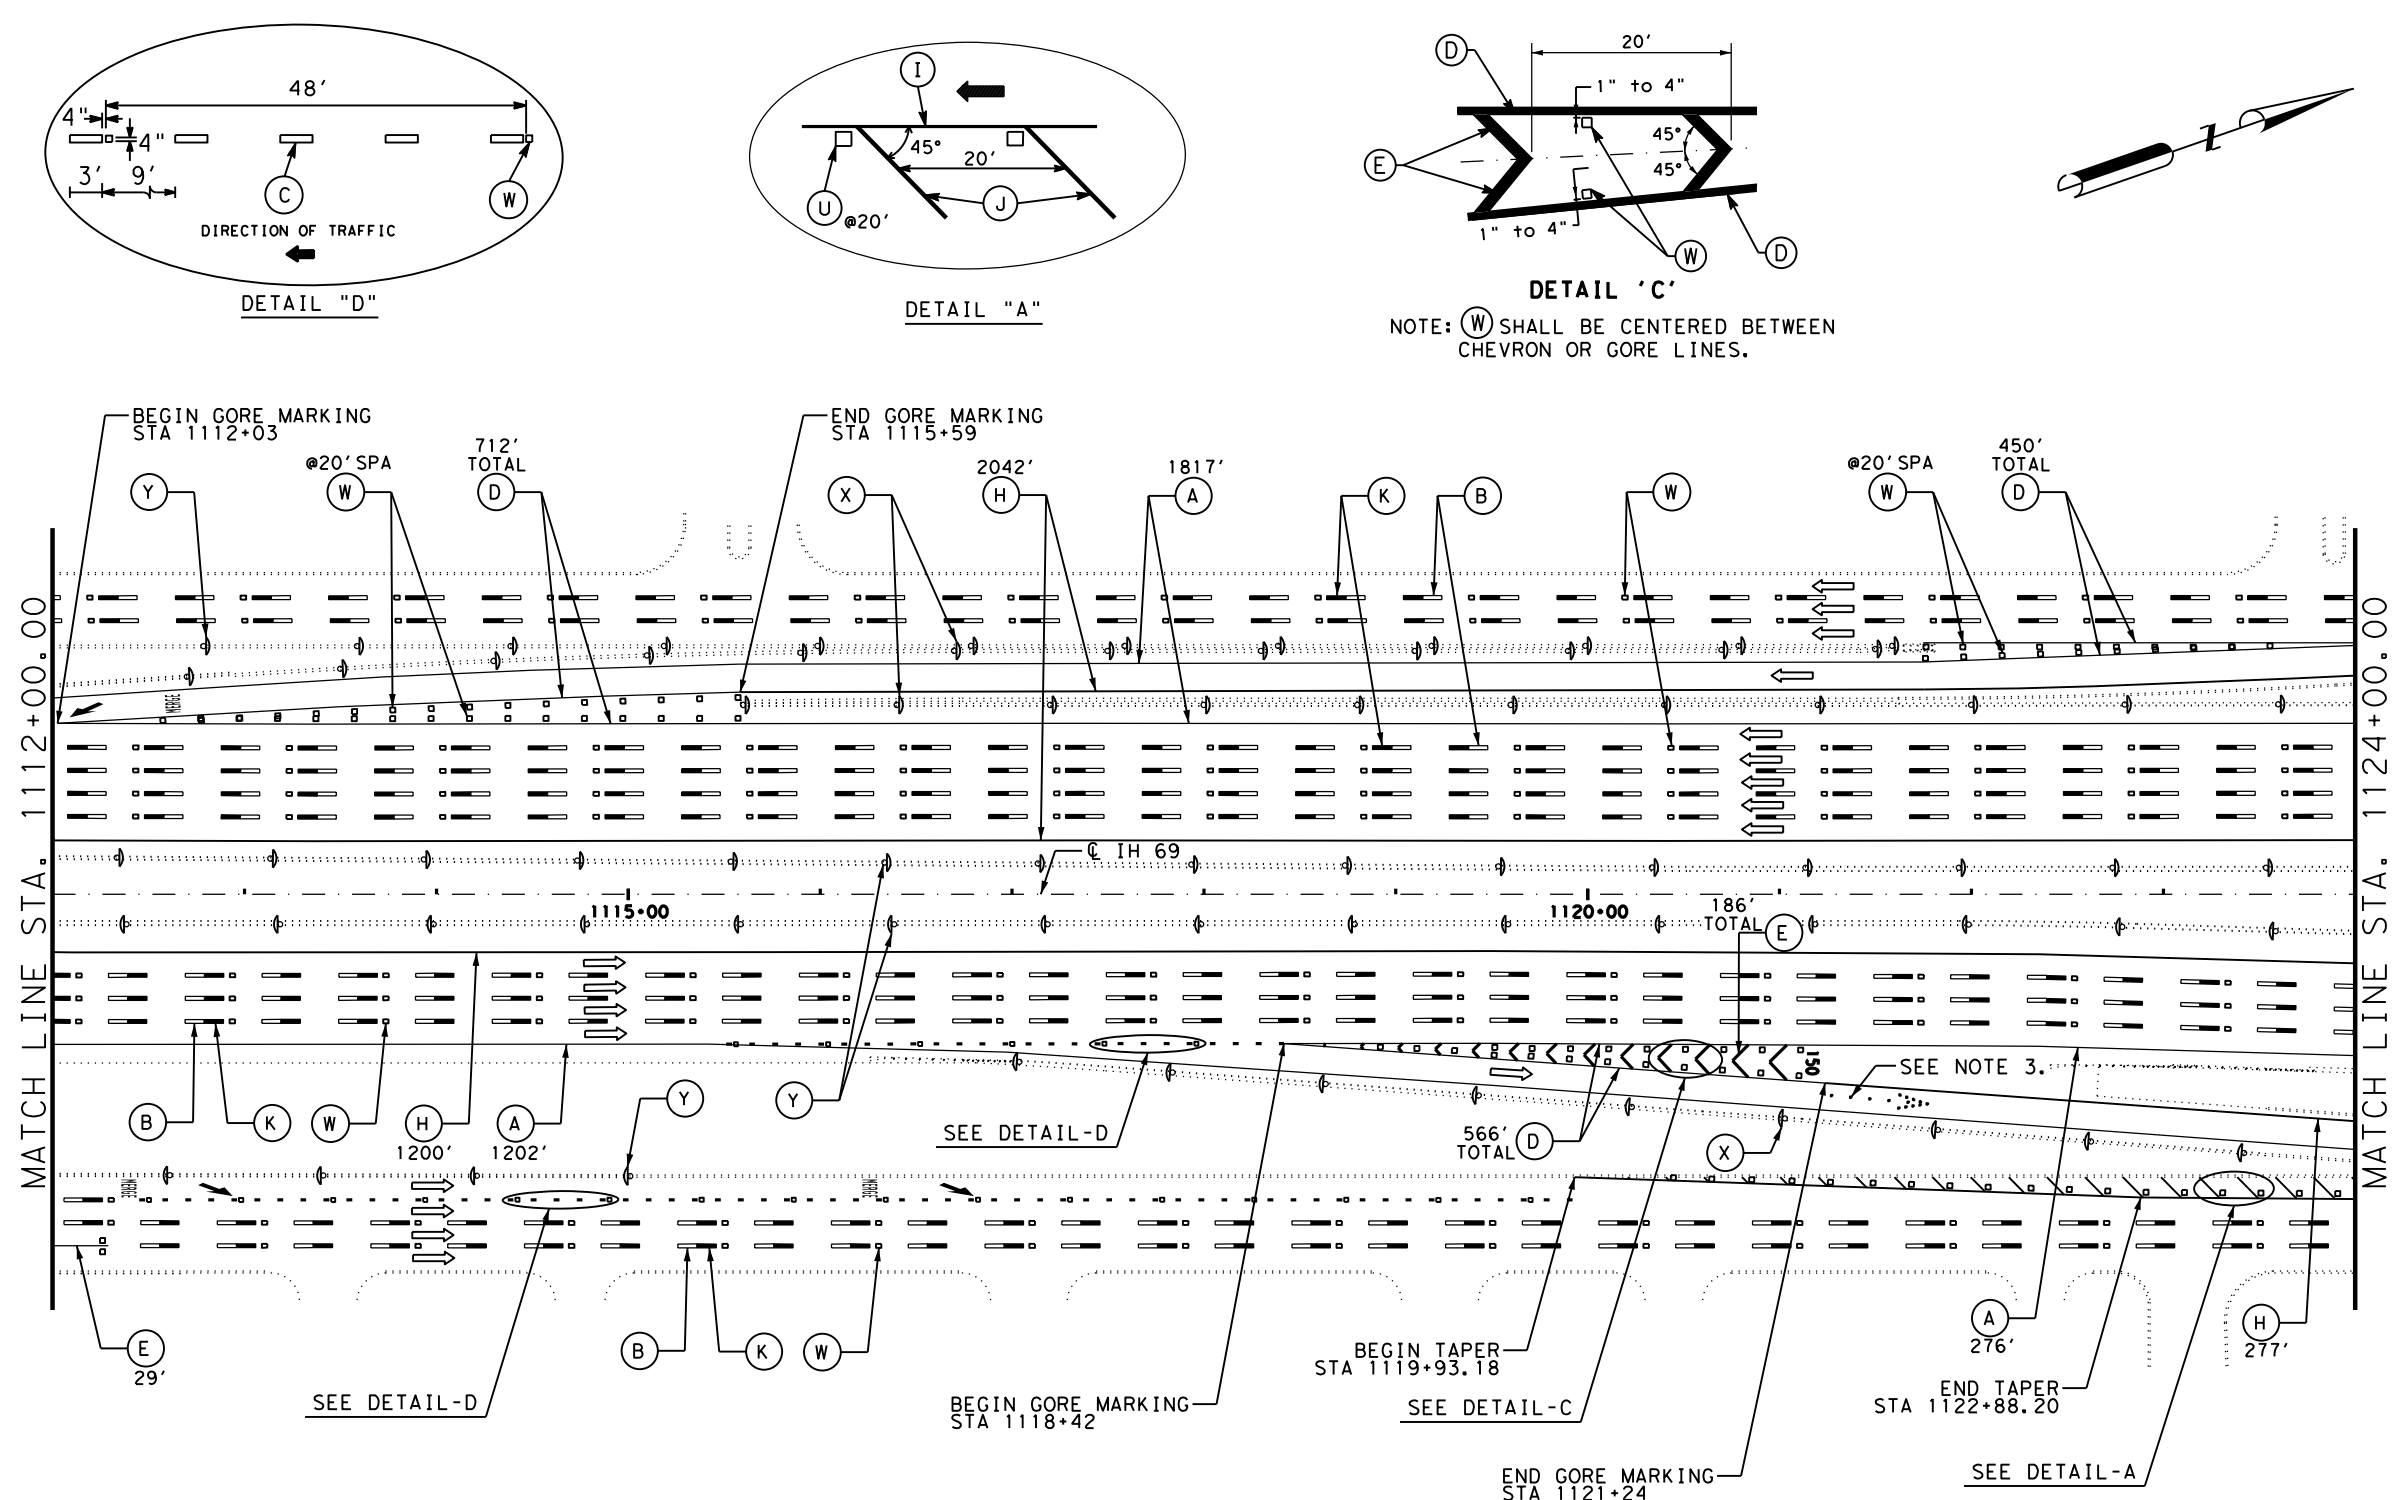 48'
4"
4"
3' 9'
C
W
DIRECTION OF TRAFFIC
DETAIL "D"
I
45°
20'
U
@20'
J
DETAIL "A"
D
20'
1" to 4"
E
45°
45°
1" to 4"
W
D
DETAIL 'C'
NOTE: W SHALL BE CENTERED BETWEEN
CHEVRON OR GORE LINES.
N
BEGIN GORE MARKING
STA 1112+03
Y
@20'SPA
W
712'
TOTAL
D
END GORE MARKING
STA 1115+59
X
2042'
H
1817'
A
K
B
W
@20'SPA
W
450'
TOTAL
D
MATCH LINE STA. 1112+00.00
MATCH LINE STA. 1124+00.00
MERGE
℄ IH 69
1115+00
1120+00
186'
TOTAL
E
150
SEE NOTE 3.
B
K
W
H
1200'
A
1202'
Y
Y
SEE DETAIL-D
566'
TOTAL
D
X
MERGE
MERGE
E
29'
SEE DETAIL-D
B
K
W
BEGIN GORE MARKING
STA 1118+42
BEGIN TAPER
STA 1119+93.18
SEE DETAIL-C
END GORE MARKING
STA 1121+24
A
276'
END TAPER
STA 1122+88.20
H
277'
SEE DETAIL-A